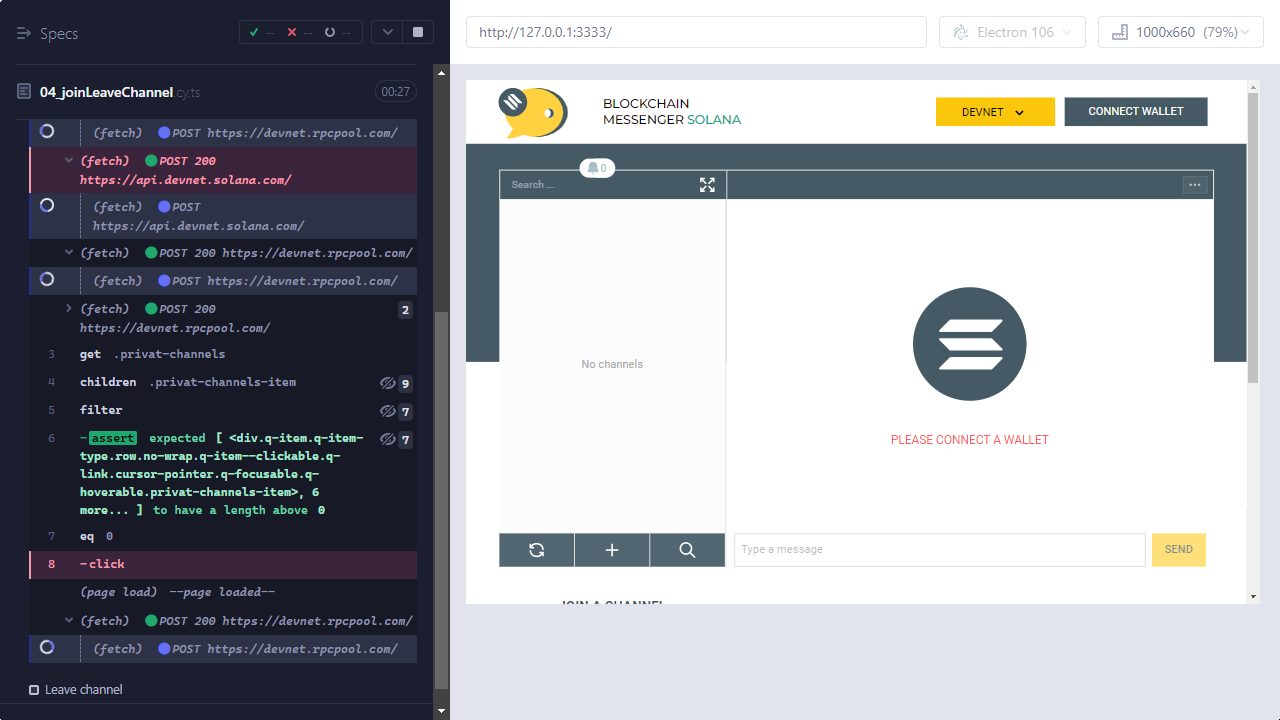 Specs
--
--
--
04_joinLeaveChannel.cy.ts
00:27
(fetch) POST https://devnet.rpcpool.com/
(fetch) POST 200
https://api.devnet.solana.com/
(fetch) POST
https://api.devnet.solana.com/
(fetch) POST 200 https://devnet.rpcpool.com/
(fetch) POST https://devnet.rpcpool.com/
(fetch) POST 200
2
https://devnet.rpcpool.com/
3 get .privat-channels
4 children .privat-channels-item 9
5 filter 7
6 -assert expected [ <div.q-item.q-item- 7
type.row.no-wrap.q-item--clickable.q-
link.cursor-pointer.q-focusable.q-
hoverable.privat-channels-item>, 6
more... ] to have a length above 0
7 eq 0
8 -click
(page load) --page loaded--
(fetch) POST 200 https://devnet.rpcpool.com/
(fetch) POST https://devnet.rpcpool.com/
Leave channel
http://127.0.0.1:3333/
Electron 106
1000x660 (79%)
BLOCKCHAIN
MESSENGER SOLANA
DEVNET
CONNECT WALLET
0
Search ...
No channels
PLEASE CONNECT A WALLET
Type a message
SEND
JOIN A CHANNEL